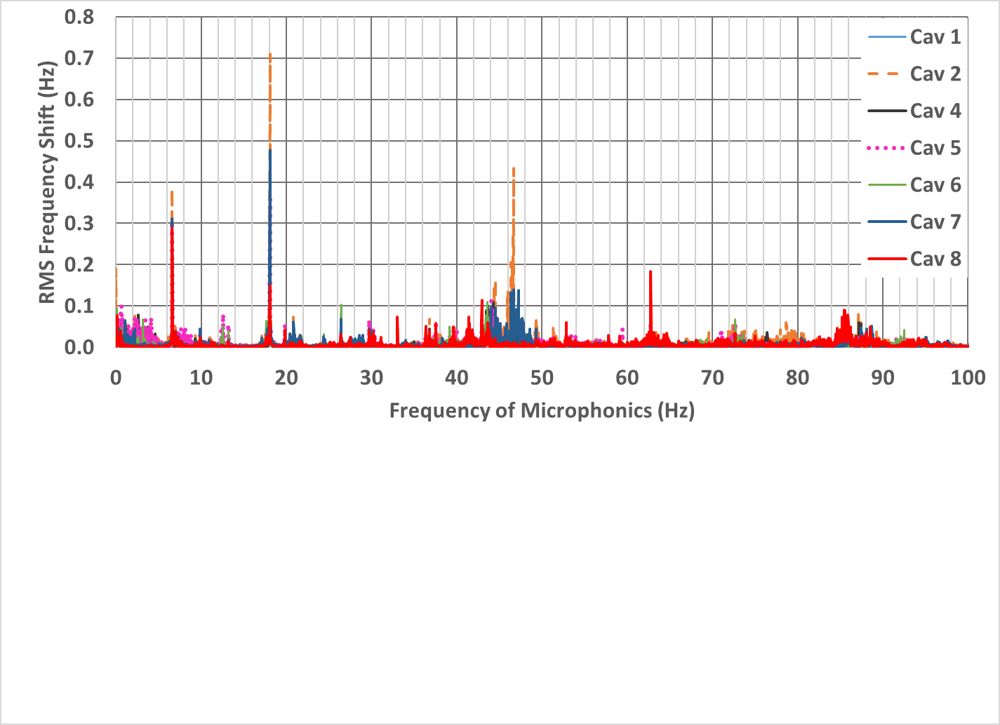 0.8
0.7
0.6
0.5
0.4
0.3
0.2
0.1
0.0
RMS Frequency Shift (Hz)
Cav 1
Cav 2
Cav 4
Cav 5
Cav 6
Cav 7
Cav 8
0 10 20 30 40 50 60 70 80 90 100
Frequency of Microphonics (Hz)